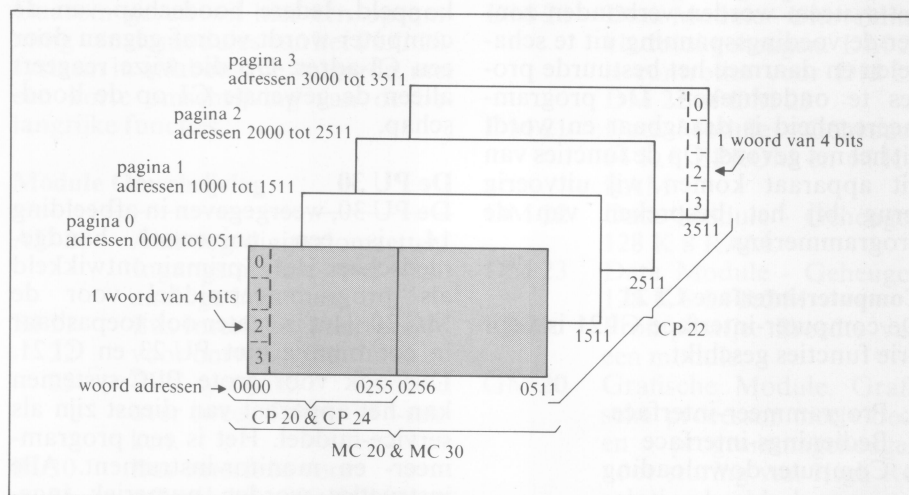 pagina 3
adressen 3000 tot 3511
pagina 2
adressen 2000 tot 2511
pagina 1
adressen 1000 tot 1511
pagina 0
adressen 0000 tot 0511
0
1
2
3
1 woord van 4 bits
3511
2511
1511
CP 22
0
1
2
3
1 woord van 4 bits
woord adressen
0000
0255
0256
0511
CP 20 & CP 24
MC 20 & MC 30